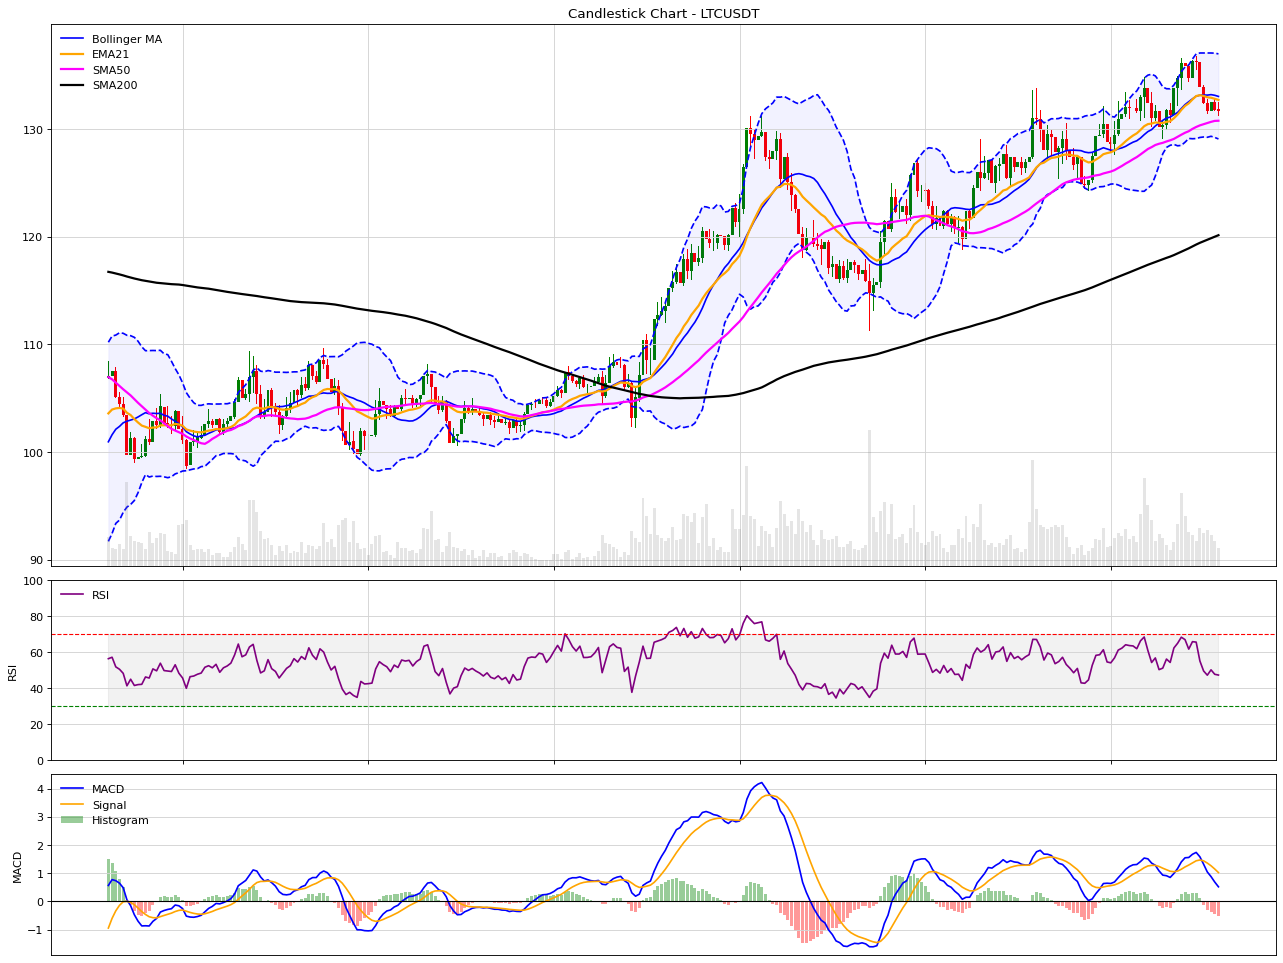 Candlestick Chart - LTCUSDT
Bollinger MA
EMA21
SMA50
SMA200
130
120
110
100
90
100
80
60
40
20
0
RSI
RSI
4
3
2
1
0
−1
MACD
MACD
Signal
Histogram